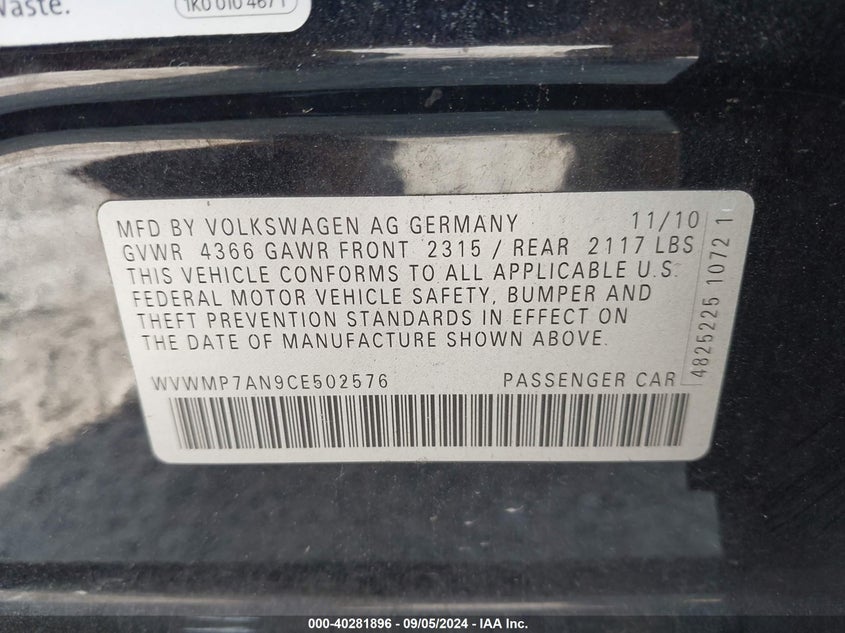 Waste.
1K0 010 4671
MFD BY VOLKSWAGEN AG GERMANY 11/10
GVWR 4366 GAWR FRONT 2315 / REAR 2117 LBS
THIS VEHICLE CONFORMS TO ALL APPLICABLE U.S.
FEDERAL MOTOR VEHICLE SAFETY, BUMPER AND
THEFT PREVENTION STANDARDS IN EFFECT ON
THE DATE OF MANUFACTURE SHOWN ABOVE.
WVWMP7AN9CE502576 PASSENGER CAR
4825225 1072 1
000-40281896 - 09/05/2024 - IAA Inc.